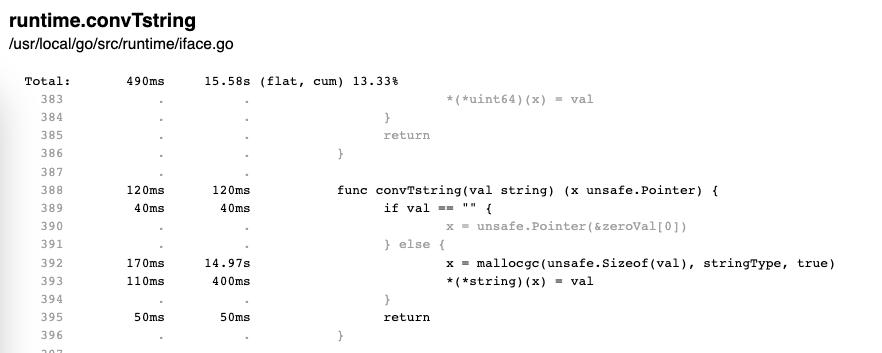 runtime.convTstring
/usr/local/go/src/runtime/iface.go
Total: 490ms 15.58s (flat, cum) 13.33%
383 . . *(*uint64)(x) = val
384 . . }
385 . . return
386 . . }
387 . .
388 120ms 120ms func convTstring(val string) (x unsafe.Pointer) {
389 40ms 40ms if val == "" {
390 . . x = unsafe.Pointer(&zeroVal[0])
391 . . } else {
392 170ms 14.97s x = mallocgc(unsafe.Sizeof(val), stringType, true)
393 110ms 400ms *(*string)(x) = val
394 . . }
395 50ms 50ms return
396 . . }